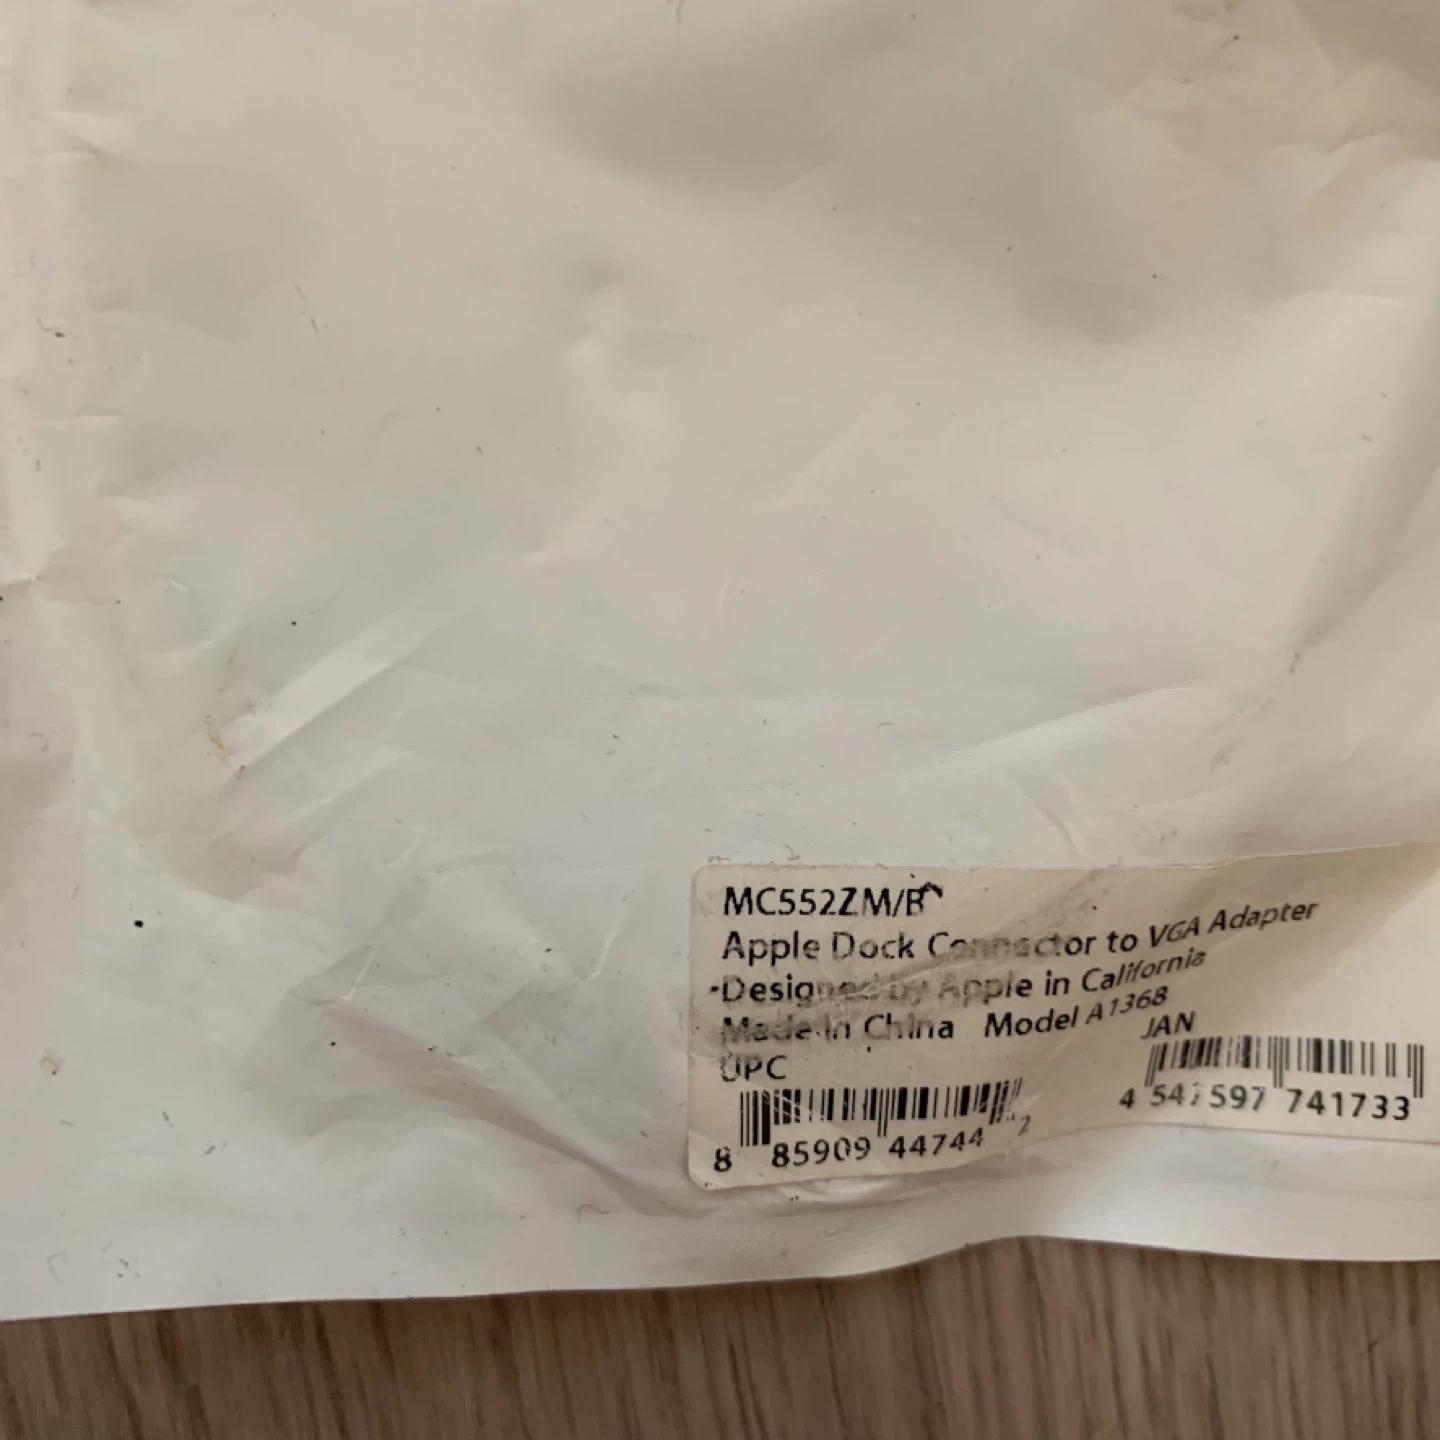 MC552ZM/B
Apple Dock Connector to VGA Adapter
Designed by Apple in California
Made in China Model A1368
UPC
JAN
8 85909 44744 2
4 547597 741733